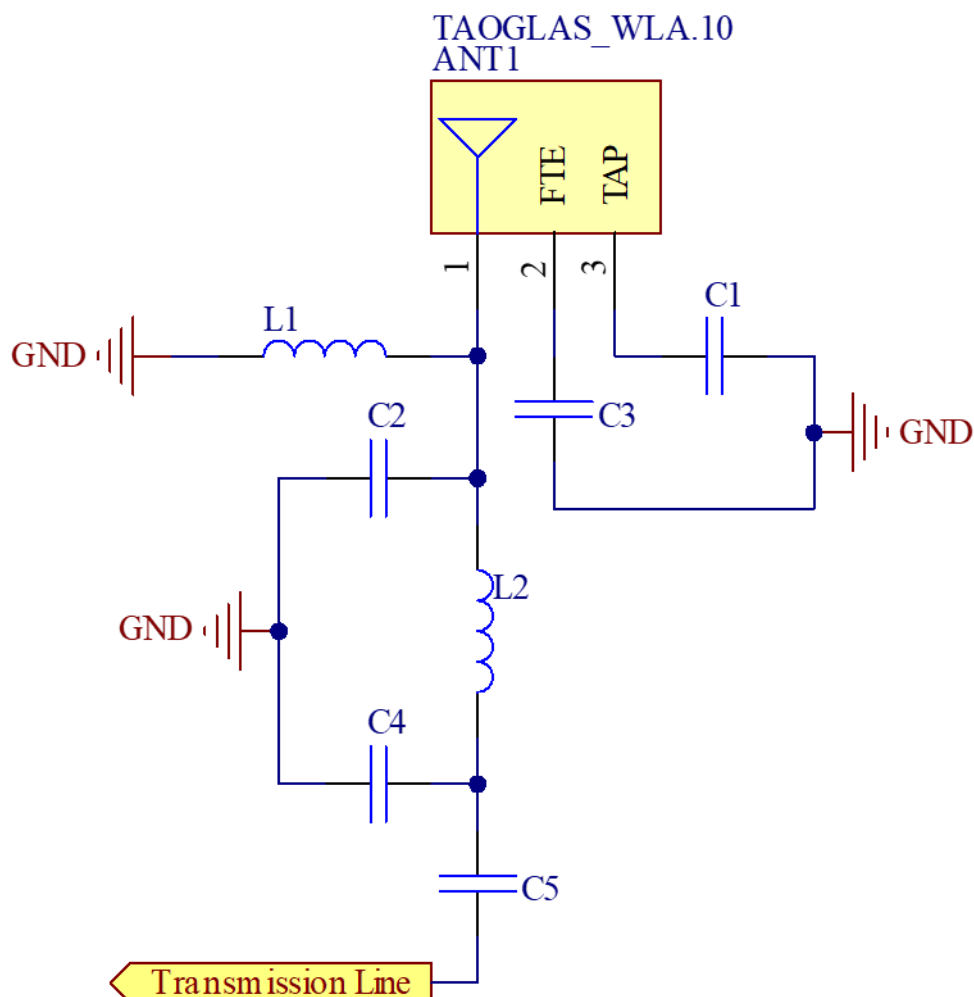 TAOGLAS_WLA.10
ANT1
FTE
TAP
1
2
3
C1
L1
GND
C2
C3
GND
L2
GND
C4
C5
Transmission Line